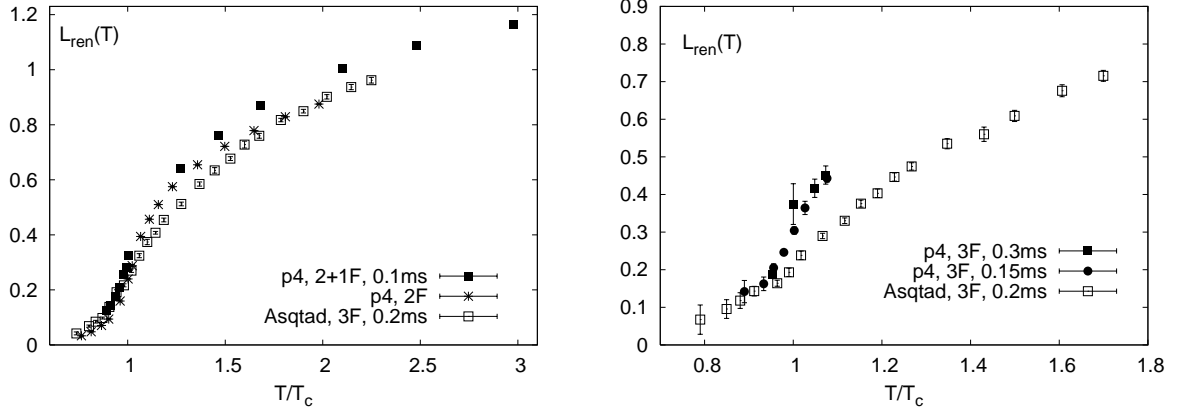 L_ren(T)
1.2
1
0.8
0.6
0.4
0.2
0
p4, 2+1F, 0.1ms
p4, 2F
Asqtad, 3F, 0.2ms
1 1.5 2 2.5 3
T/T_c
L_ren(T)
0.9
0.8
0.7
0.6
0.5
0.4
0.3
0.2
0.1
0
p4, 3F, 0.3ms
p4, 3F, 0.15ms
Asqtad, 3F, 0.2ms
0.8 1 1.2 1.4 1.6 1.8
T/T_c